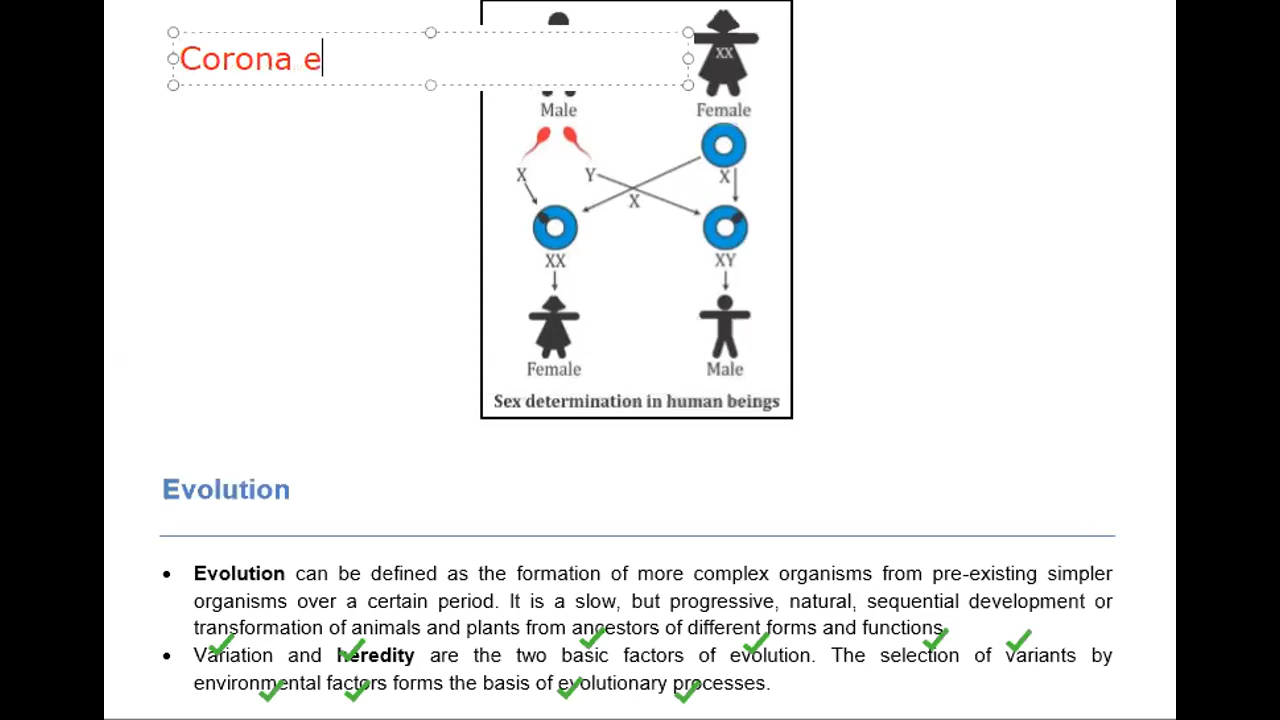 Corona e
XX
Male
Female
X
Y
X
X
XX
XY
Female
Male
Sex determination in human beings
Evolution
• Evolution can be defined as the formation of more complex organisms from pre-existing simpler
organisms over a certain period. It is a slow, but progressive, natural, sequential development or
transformation of animals and plants from ancestors of different forms and functions.
• Variation and heredity are the two basic factors of evolution. The selection of variants by
environmental factors forms the basis of evolutionary processes.